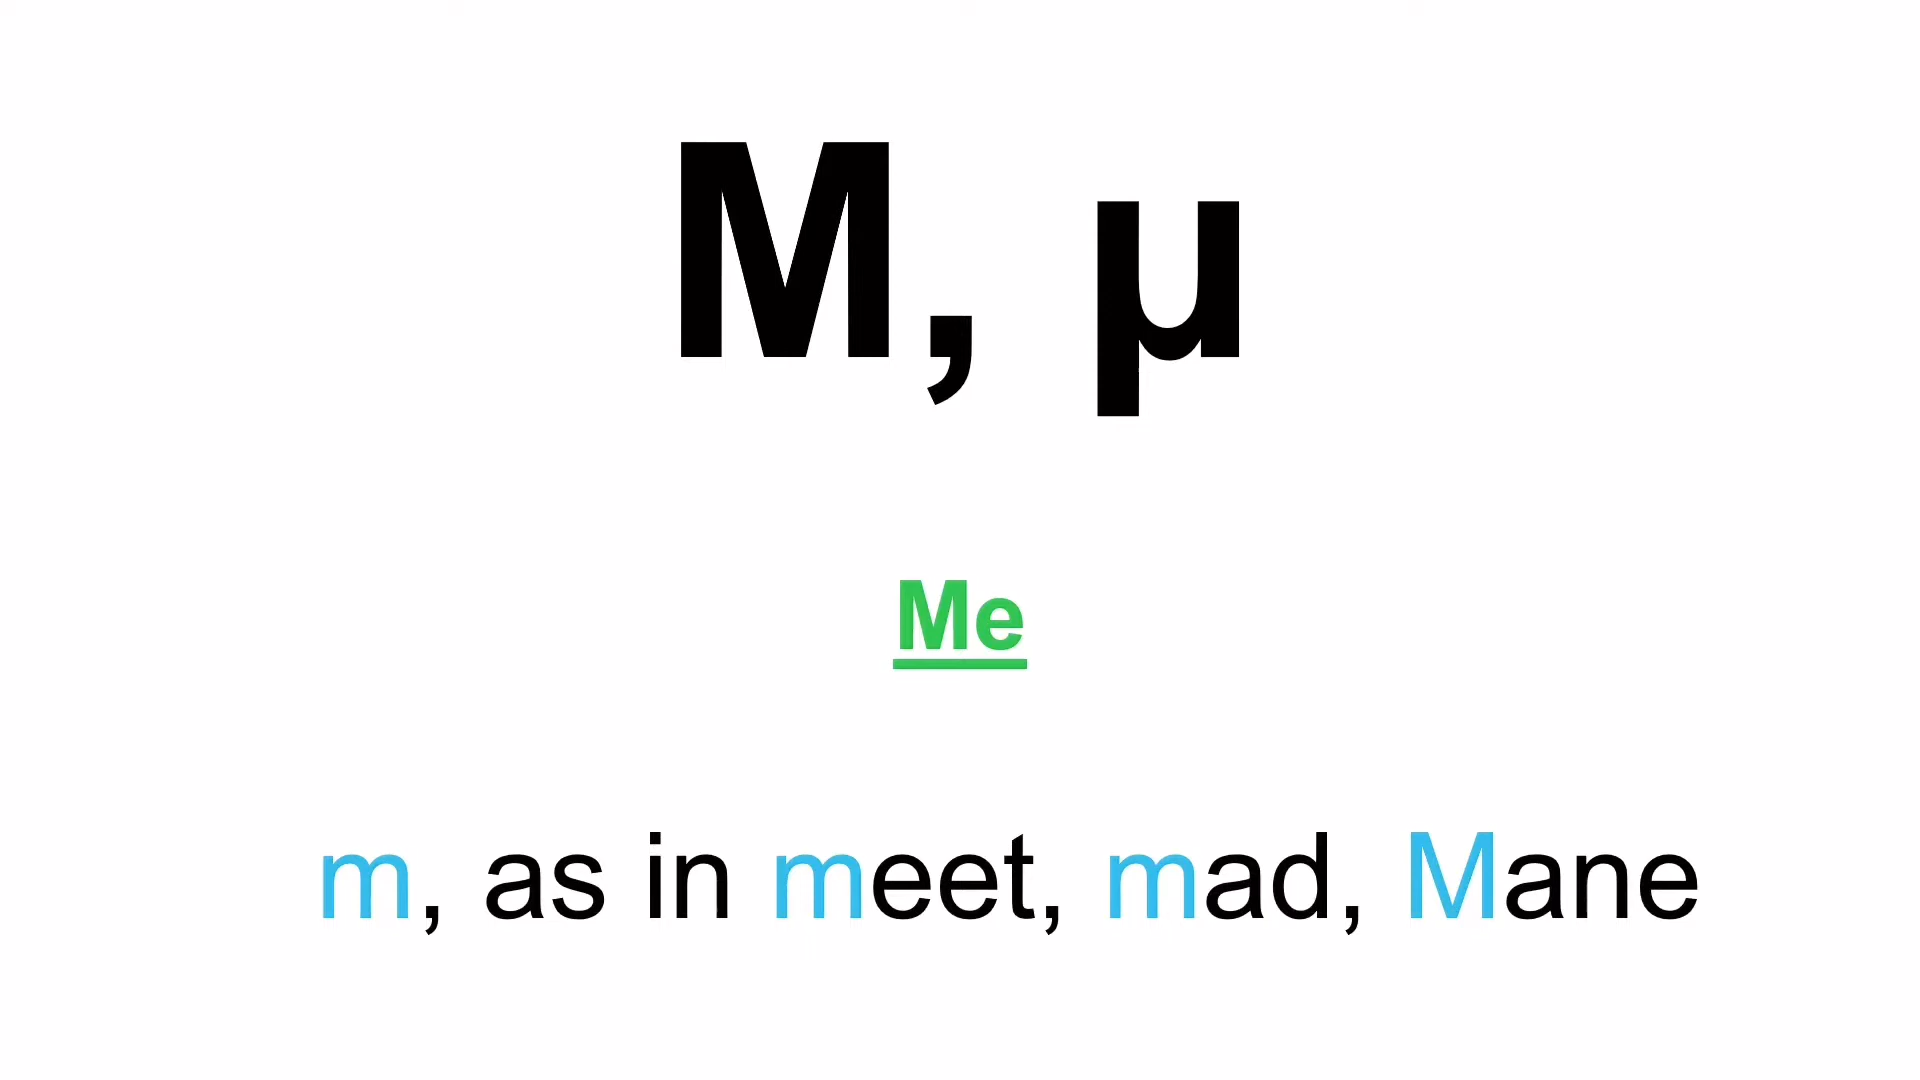 Μ, μ
Me
m, as in meet, mad, Mane